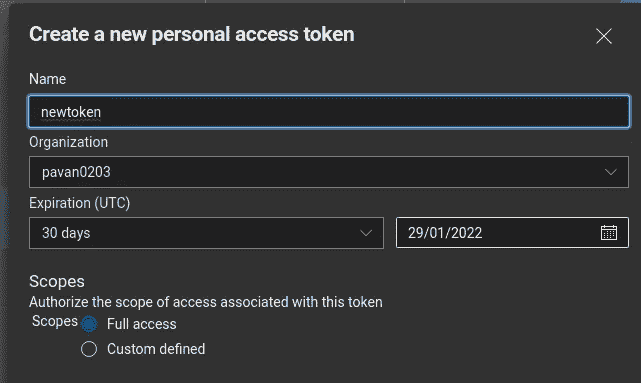 Create a new personal access token
Name
newtoken
Organization
pavan0203
Expiration (UTC)
30 days 29/01/2022
Scopes
Authorize the scope of access associated with this token
Scopes Full access
Custom defined